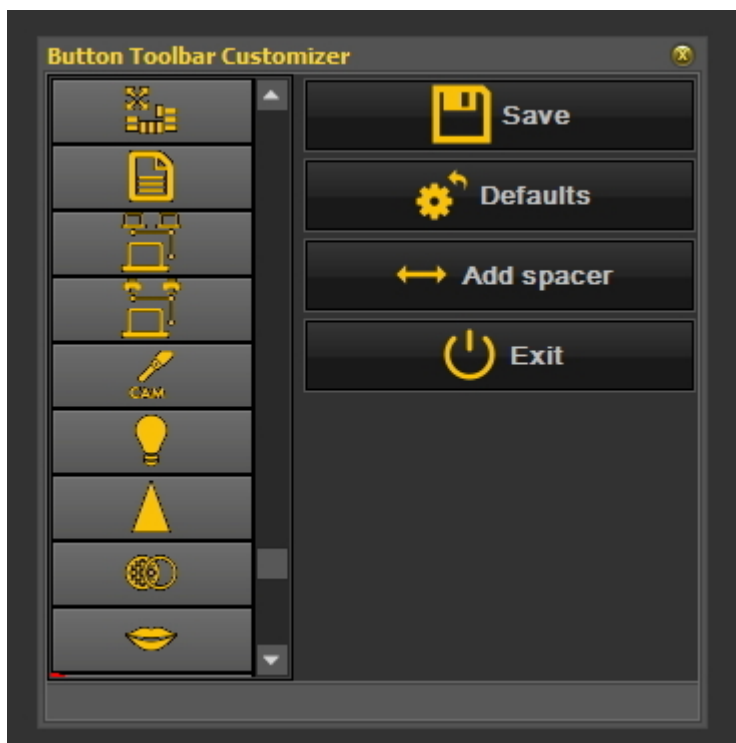 Button Toolbar Customizer
Save
Defaults
Add spacer
Exit
CAM